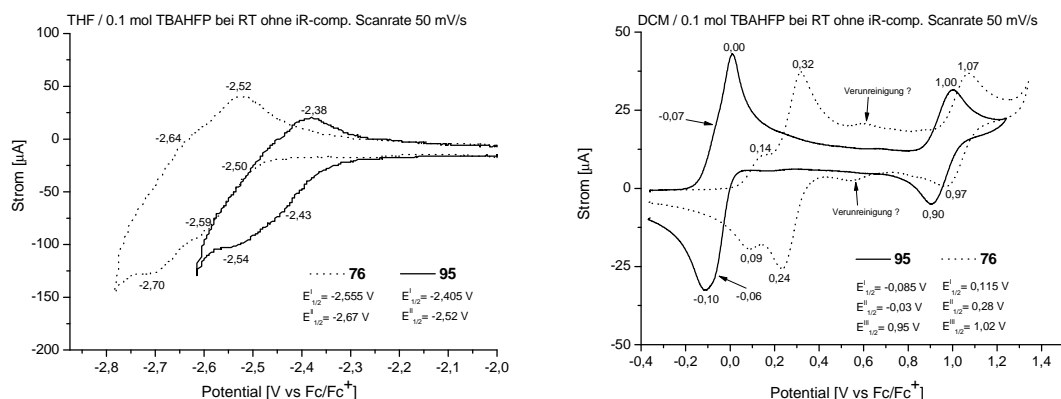 THF / 0.1 mol TBAHFP bei RT ohne iR-comp. Scanrate 50 mV/s
100
50
0
-50
-100
-150
-200
Strom [µA]
-2,52
-2,38
-2,64
-2,50
-2,59
-2,43
-2,54
-2,70
76 95
E^I_1/2= -2,555 V E^I_1/2= -2,405 V
E^II_1/2= -2,67 V E^II_1/2= -2,52 V
-2,8 -2,7 -2,6 -2,5 -2,4 -2,3 -2,2 -2,1 -2,0
Potential [V vs Fc/Fc+]
DCM / 0.1 mol TBAHFP bei RT ohne iR-comp. Scanrate 50 mV/s
50
25
0
-25
-50
Strom [µA]
0,00
0,32
1,07
1,00
Verunreinigung ?
-0,07
0,14
0,97
0,90
Verunreinigung ?
0,09
0,24
-0,10
-0,06
95 76
E^I_1/2= -0,085 V E^I_1/2= 0,115 V
E^II_1/2= -0,03 V E^II_1/2= 0,28 V
E^III_1/2= 0,95 V E^III_1/2= 1,02 V
-0,4 -0,2 0,0 0,2 0,4 0,6 0,8 1,0 1,2 1,4
Potential [V vs Fc/Fc+]